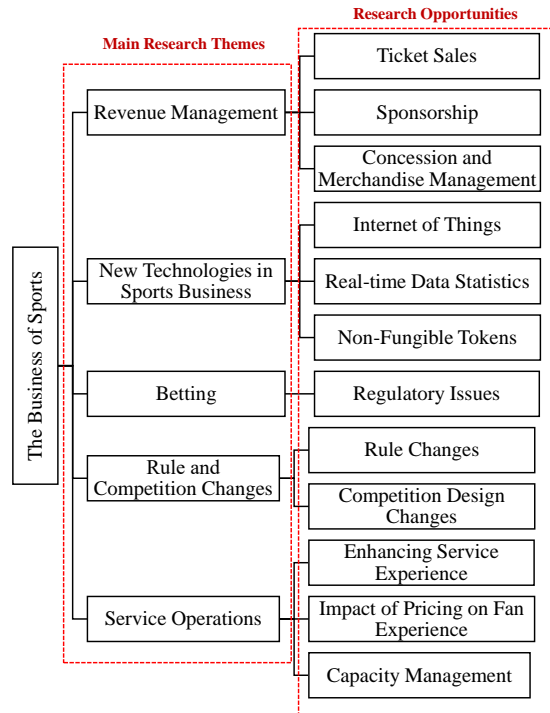 Research Opportunities
Main Research Themes
The Business of Sports
Revenue Management
Ticket Sales
Sponsorship
Concession and
Merchandise Management
New Technologies in
Sports Business
Internet of Things
Real-time Data Statistics
Non-Fungible Tokens
Betting
Regulatory Issues
Rule and
Competition Changes
Rule Changes
Competition Design
Changes
Service Operations
Enhancing Service
Experience
Impact of Pricing on Fan
Experience
Capacity Management